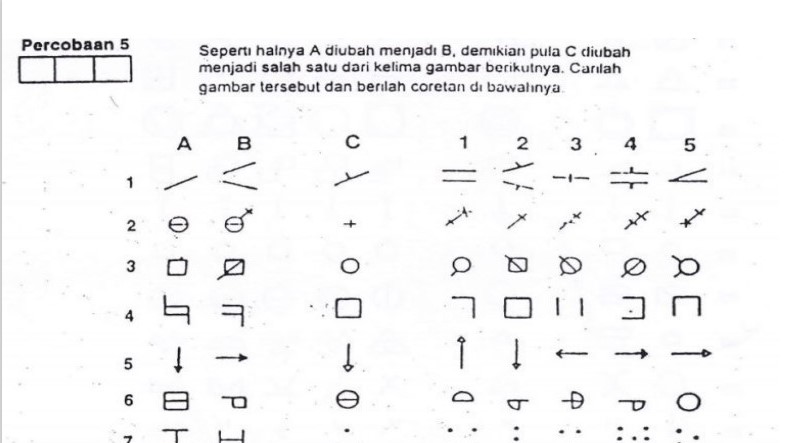 Percobaan 5
Seperti halnya A diubah menjadi B, demikian pula C diubah
menjadi salah satu dari kelima gambar berikutnya. Carilah
gambar tersebut dan berilah coretan di bawahnya.
A B C 1 2 3 4 5
1
2
3
4
5
6
7